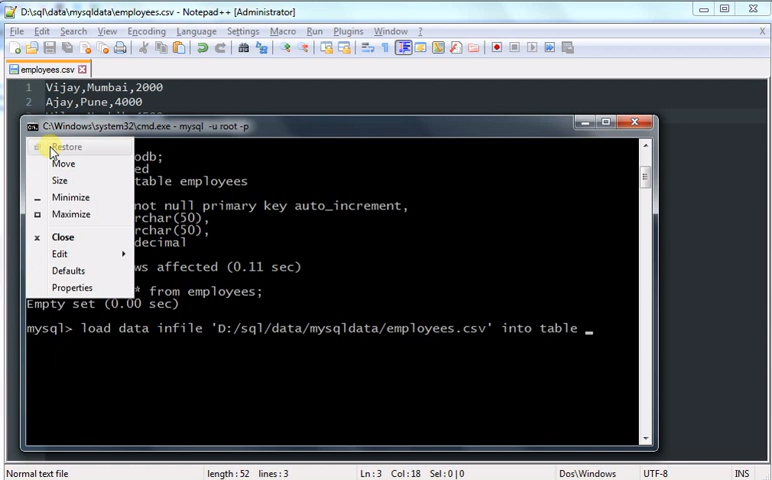 D:\sql\data\mysqldata\employees.csv - Notepad++ [Administrator]
File Edit Search View Encoding Language Settings Macro Run Plugins Window ? X
employees.csv
1 Vijay,Mumbai,2000
2 Ajay,Pune,4000
C:\Windows\system32\cmd.exe - mysql -u root -p
Restore
Move
Size
Minimize
Maximize
x Close
Edit
Defaults
Properties
odb;
ed
table employees
not null primary key auto_increment,
rchar(50),
rchar(50),
decimal
ws affected (0.11 sec)
* from employees;
Empty set (0.00 sec)
mysql> load data infile 'D:/sql/data/mysqldata/employees.csv' into table _
Normal text file length : 52 lines : 3 Ln : 3 Col : 18 Sel : 0 | 0 Dos\Windows UTF-8 INS